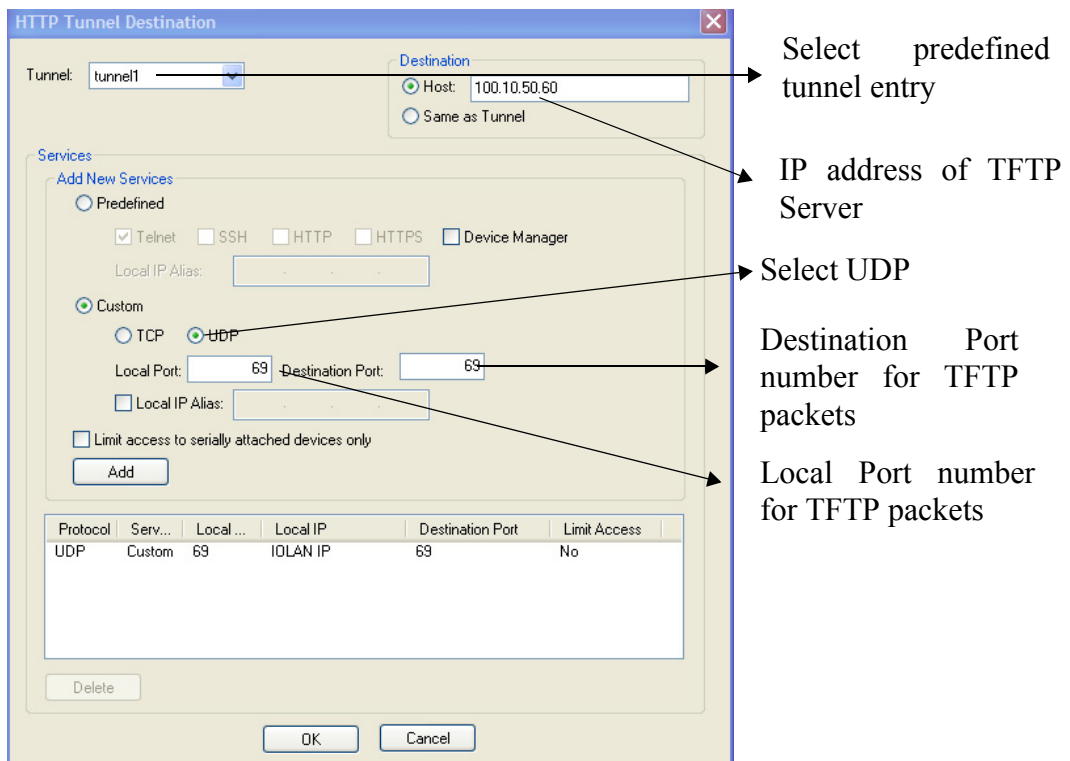 HTTP Tunnel Destination
Tunnel: tunnel1
Destination
Host: 100.10.50.60
Same as Tunnel
Services
Add New Services
Predefined
Telnet SSH HTTP HTTPS Device Manager
Local IP Alias: . . .
Custom
TCP UDP
Local Port: 69 Destination Port: 69
Local IP Alias: . . .
Limit access to serially attached devices only
Add
Protocol Serv... Local ... Local IP Destination Port Limit Access
UDP Custom 69 IOLAN IP 69 No
Delete
OK Cancel
Select predefined
tunnel entry
IP address of TFTP
Server
Select UDP
Destination Port
number for TFTP
packets
Local Port number
for TFTP packets